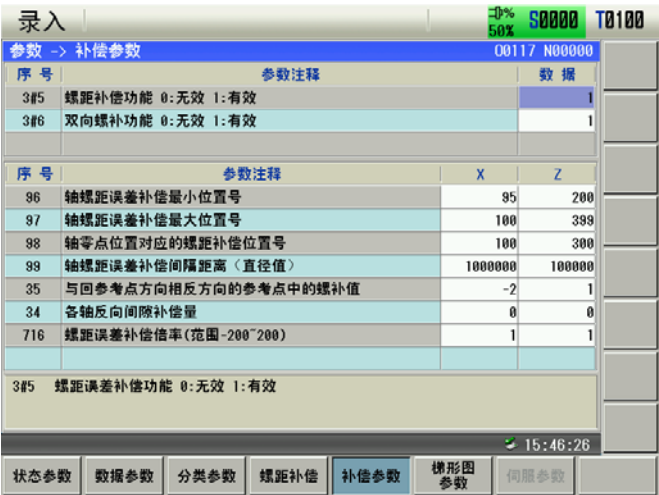 录入 50% S0000 T0100
参数 -> 补偿参数 O0117 N00000
序 号 参数注释 数 据
3#5 螺距补偿功能 0:无效 1:有效 1
3#6 双向螺补功能 0:无效 1:有效 1
序 号 参数注释 X Z
96 轴螺距误差补偿最小位置号 95 200
97 轴螺距误差补偿最大位置号 100 399
98 轴零点位置对应的螺距补偿位置号 100 300
99 轴螺距误差补偿间隔距离（直径值） 1000000 100000
35 与回参考点方向相反方向的参考点中的螺补值 -2 1
34 各轴反向间隙补偿量 0 0
716 螺距误差补偿倍率(范围-200~200) 1 1
3#5 螺距误差补偿功能 0:无效 1:有效
15:46:26
状态参数 数据参数 分类参数 螺距补偿 补偿参数 梯形图 伺服参数
参数